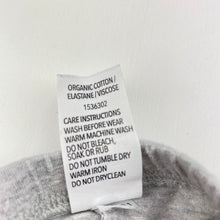 ORGANIC COTTON /
ELASTANE / VISCOSE
1536302
CARE INSTRUCTIONS
WASH BEFORE WEAR
WARM MACHINE WASH
DO NOT BLEACH,
SOAK OR RUB
DO NOT TUMBLE DRY
WARM IRON
DO NOT DRYCLEAN